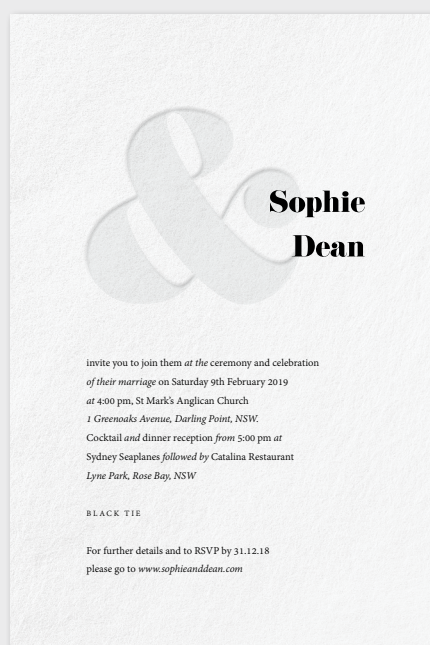 &
Sophie
Dean
invite you to join them at the ceremony and celebration
of their marriage on Saturday 9th February 2019
at 4:00 pm, St Mark's Anglican Church
1 Greenoaks Avenue, Darling Point, NSW.
Cocktail and dinner reception from 5:00 pm at
Sydney Seaplanes followed by Catalina Restaurant
Lyne Park, Rose Bay, NSW
BLACK TIE
For further details and to RSVP by 31.12.18
please go to www.sophieanddean.com